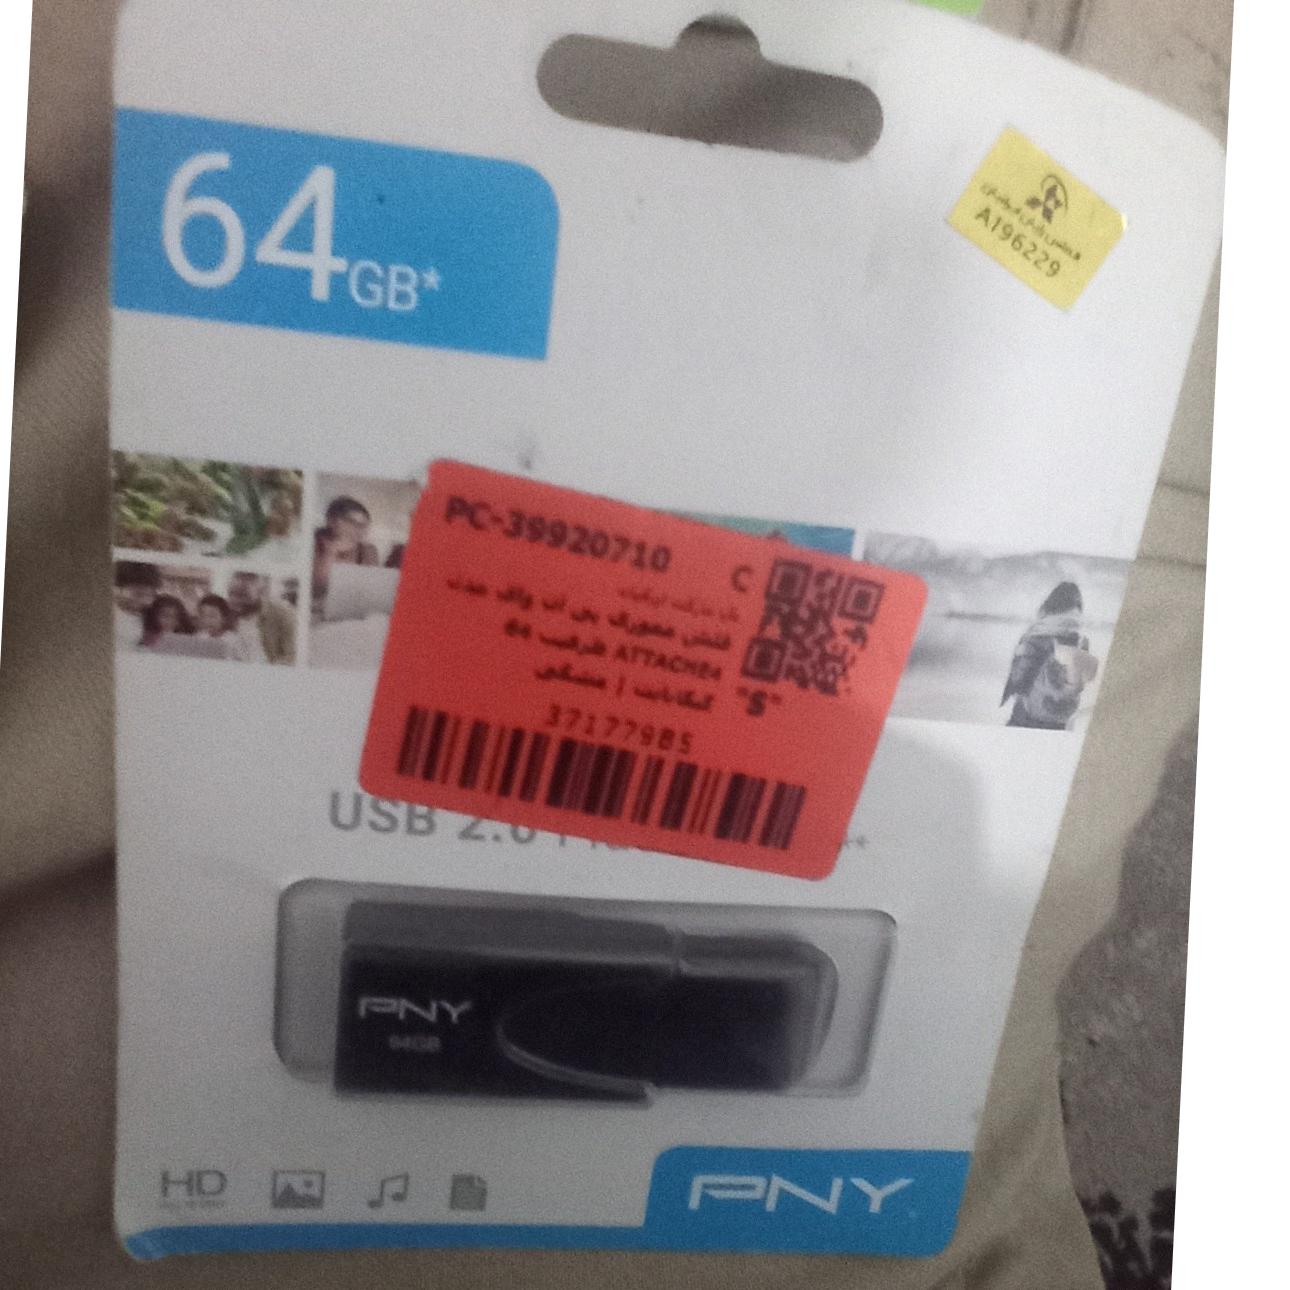 64GB*
A196229
PC-39920710
C
فلش مموری پی ان وای مدل
ATTACHE4 ظرفیت 64
گیگابایت | مشکی
"S"
37177985
USB 2.0
PNY
64GB
HD
PNY